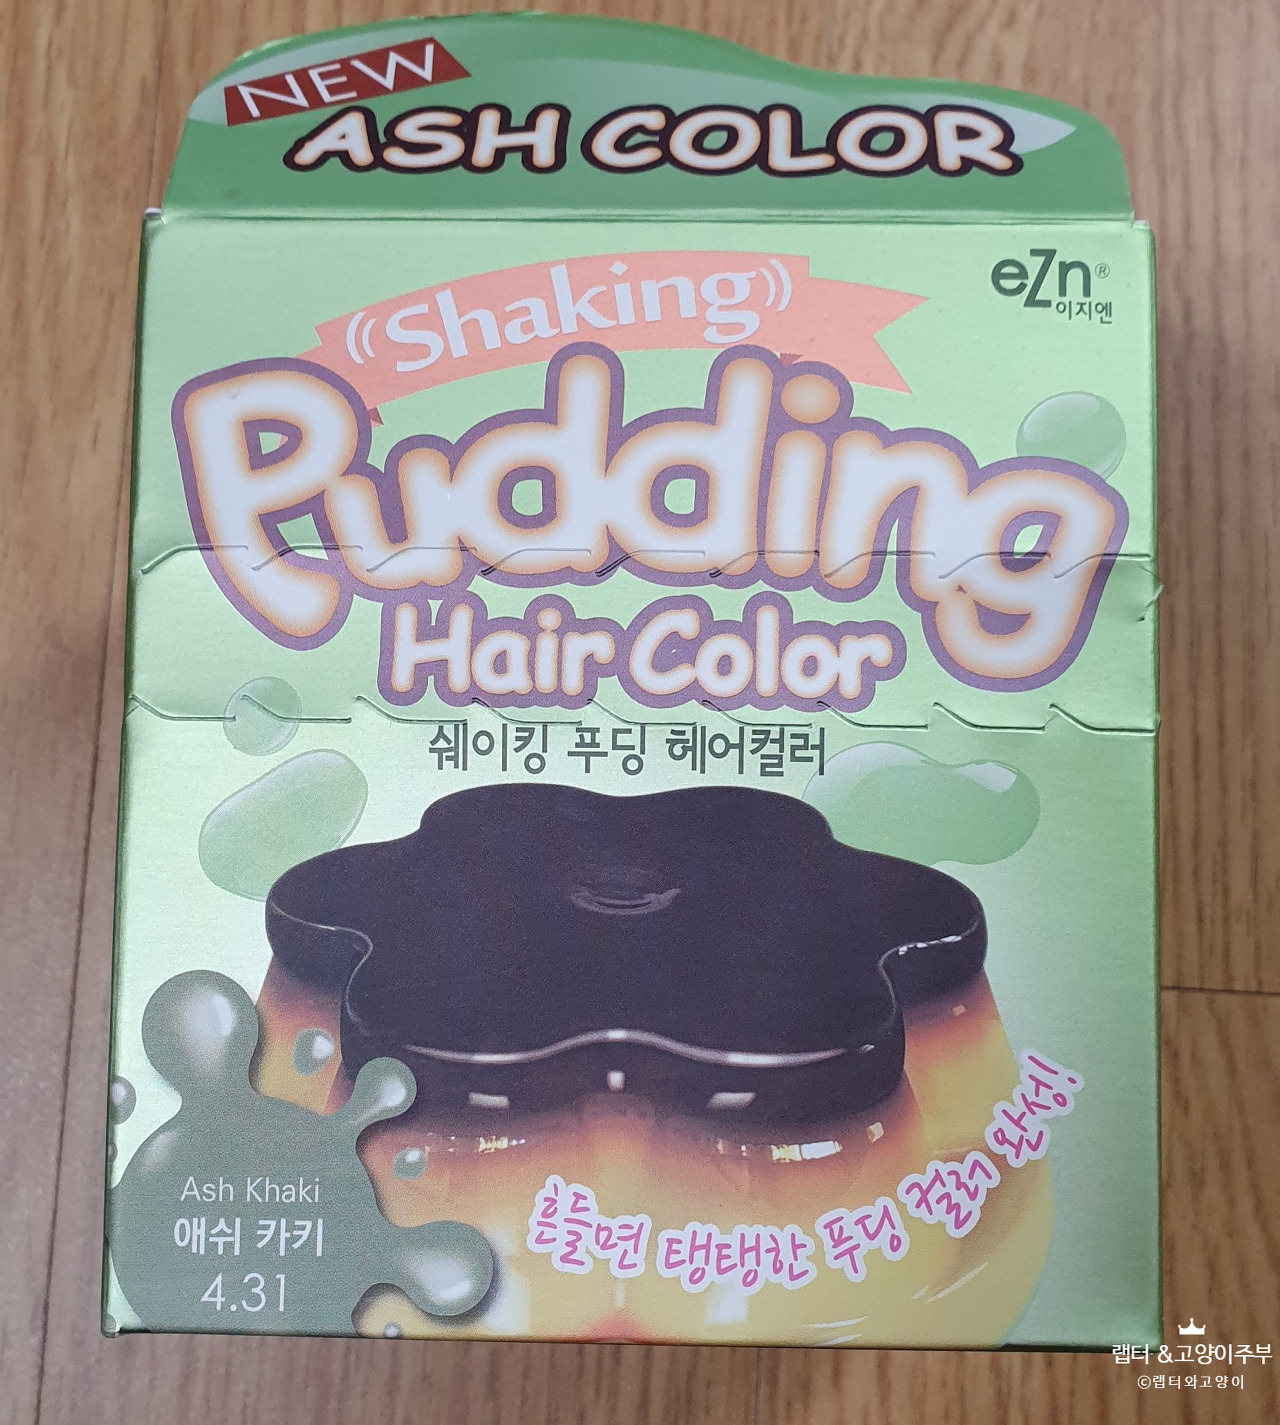 NEW
ASH COLOR
eZn®
이지엔
Shaking
Pudding
Hair Color
쉐이킹 푸딩 헤어컬러
흔들면 탱탱한 푸딩 컬러 완성!
Ash Khaki
애쉬 카키
4.31
랩터 &고양이주부
©랩터와고양이